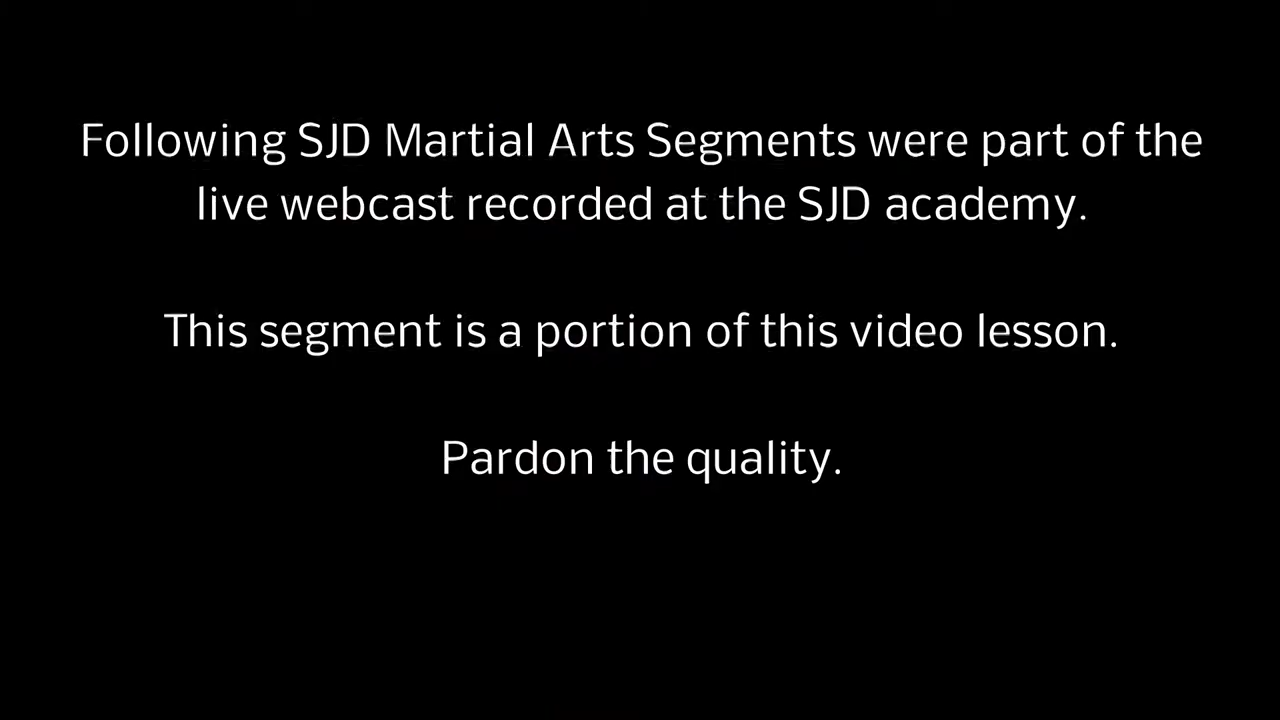 Following SJD Martial Arts Segments were part of the
live webcast recorded at the SJD academy.
This segment is a portion of this video lesson.
Pardon the quality.